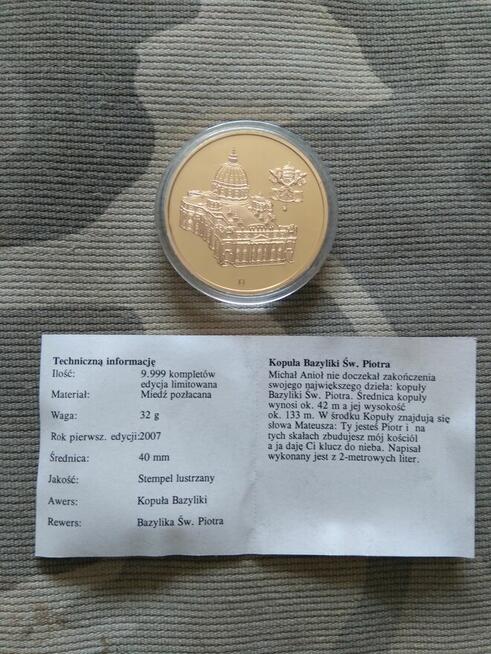 Techniczną informację
Ilość: 9.999 kompletów
edycja limitowana
Materiał: Miedź pozłacana
Waga: 32 g
Rok pierwsz. edycji:2007
Średnica: 40 mm
Jakość: Stempel lustrzany
Awers: Kopuła Bazyliki
Rewers: Bazylika Św. Piotra
Kopuła Bazyliki Św. Piotra
Michał Anioł nie doczekał zakończenia
swojego największego dzieła: kopuły
Bazyliki Św. Piotra. Średnica kopuły
wynosi ok. 42 m a jej wysokość
ok. 133 m. W środku Kopuły znajdują się
słowa Mateusza: Ty jesteś Piotr i na
tych skałach zbudujesz mój kościół
a ja daję Ci klucz do nieba. Napisał
wykonany jest z 2-metrowych liter.